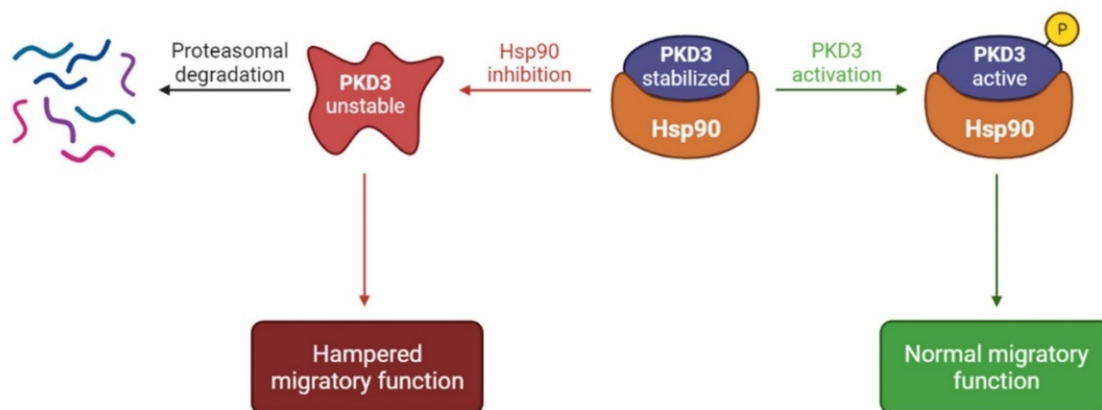 Proteasomal
degradation
PKD3
unstable
Hsp90
inhibition
PKD3
stabilized
Hsp90
PKD3
activation
P
PKD3
active
Hsp90
Hampered
migratory function
Normal migratory
function